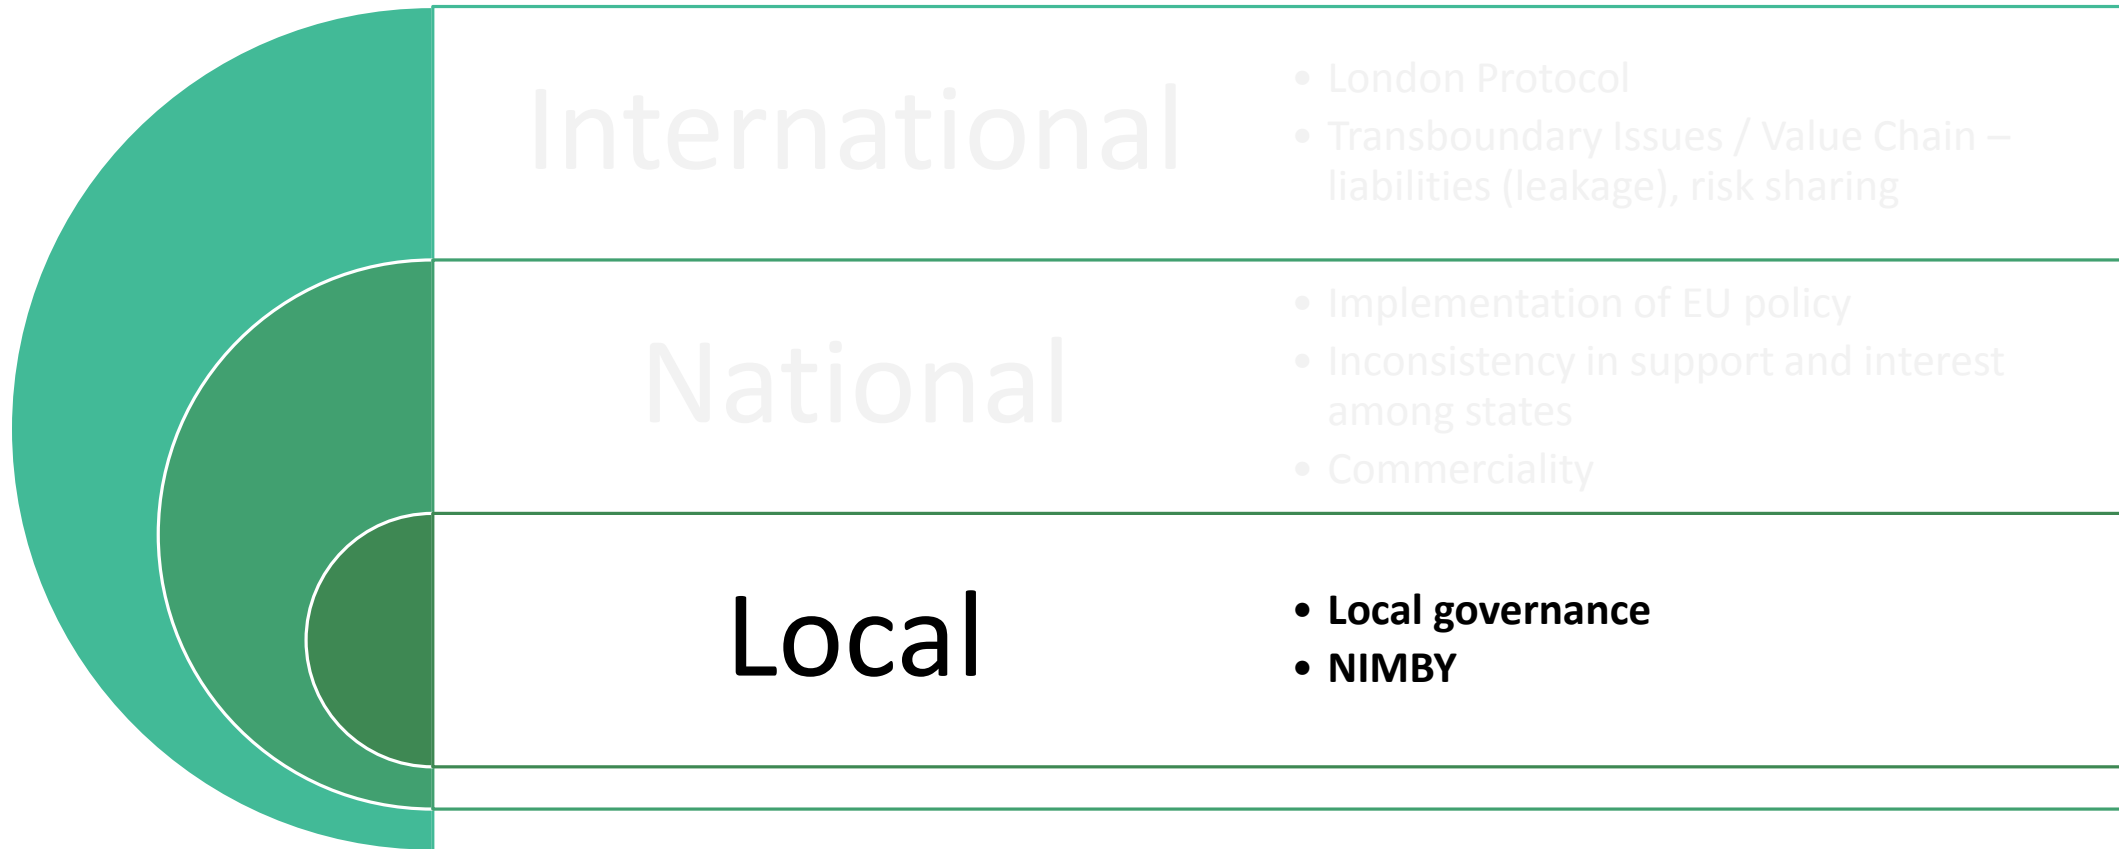 International
• London Protocol
• Transboundary Issues / Value Chain –
liabilities (leakage), risk sharing
National
• Implementation of EU policy
• Inconsistency in support and interest
among states
• Commerciality
Local
• Local governance
• NIMBY